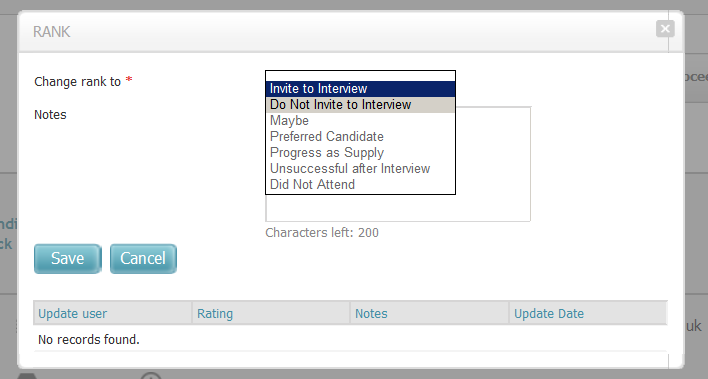 RANK
Change rank to *
Invite to Interview
Do Not Invite to Interview
Maybe
Preferred Candidate
Progress as Supply
Unsuccessful after Interview
Did Not Attend
Notes
Characters left: 200
Save Cancel
Update user Rating Notes Update Date
No records found.
uk